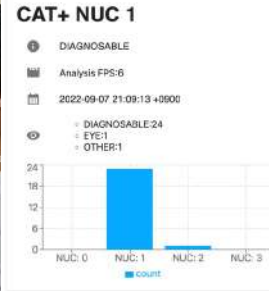 CAT+ NUC 1
DIAGNOSABLE
Analysis FPS:6
2022-09-07 21:09:13 +0900
DIAGNOSABLE:24
EYE:1
OTHER:1
24
18
12
6
0
NUC: 0 NUC: 1 NUC: 2 NUC: 3
count